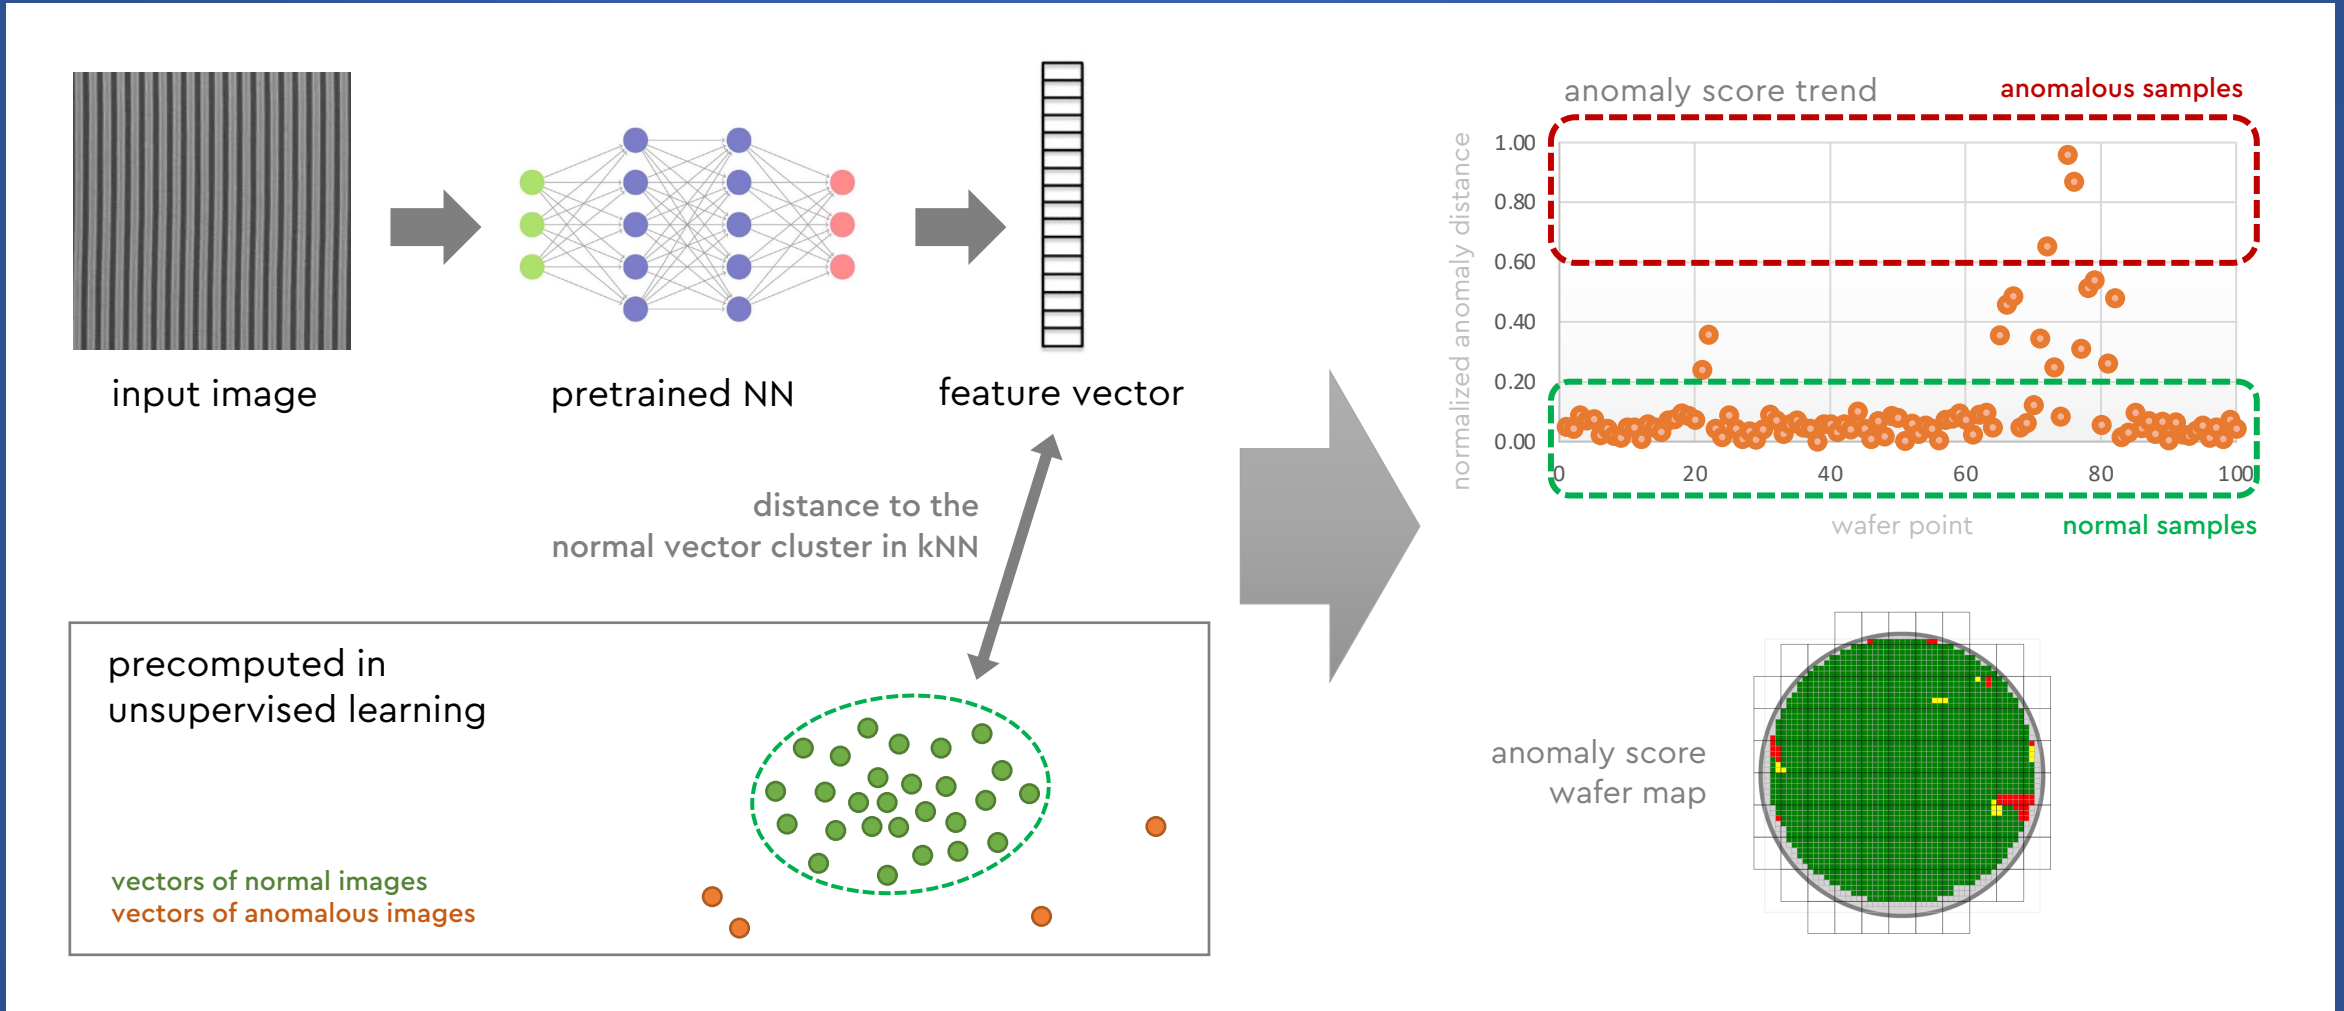 input image
pretrained NN
feature vector
distance to the
normal vector cluster in kNN
precomputed in
unsupervised learning
vectors of normal images
vectors of anomalous images
anomaly score trend
anomalous samples
normalized anomaly distance
1.00
0.80
0.60
0.40
0.20
0.00
0 20 40 60 80 100
wafer point
normal samples
anomaly score
wafer map